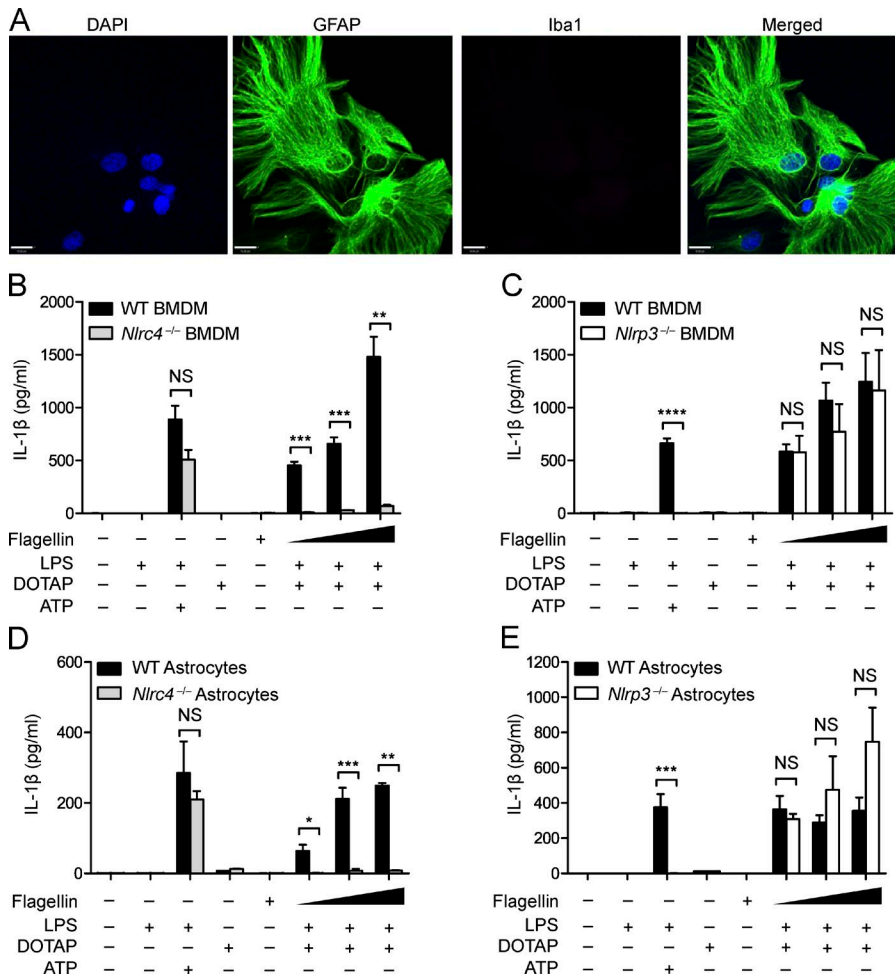 A
DAPI GFAP Iba1 Merged
B
WT BMDM
Nlrc4–/– BMDM
2000
1500
1000
500
0
IL-1β (pg/ml)
NS
***
***
**
Flagellin – – – – +
LPS – + + – – + + +
DOTAP – – – + – + + +
ATP – – + – – – – –
C
WT BMDM
Nlrp3–/– BMDM
2000
1500
1000
500
0
IL-1β (pg/ml)
****
NS
NS
NS
Flagellin – – – – +
LPS – + + – – + + +
DOTAP – – – + – + + +
ATP – – + – – – – –
D
WT Astrocytes
Nlrc4–/– Astrocytes
600
400
200
0
IL-1β (pg/ml)
NS
*
***
**
Flagellin – – – – +
LPS – + + – – + + +
DOTAP – – – + – + + +
ATP – – + – – – – –
E
WT Astrocytes
Nlrp3–/– Astrocytes
1200
1000
800
600
400
200
0
IL-1β (pg/ml)
***
NS
NS
NS
Flagellin – – – – +
LPS – + + – – + + +
DOTAP – – – + – + + +
ATP – – + – – – – –